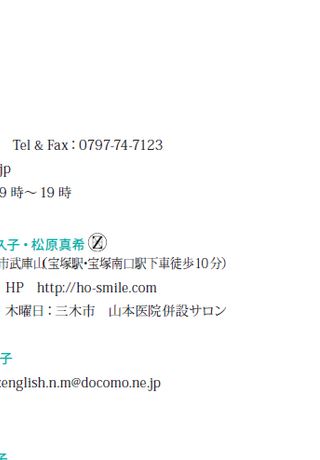 Tel & Fax：0797-74-7123
jp
9 時～ 19 時
久子・松原真希 Ⓩ
市武庫山（宝塚駅・宝塚南口駅下車徒歩 10 分）
HP　http://ho-smile.com
木曜日：三木市　山本医院併設サロン
子
english.n.m@docomo.ne.jp